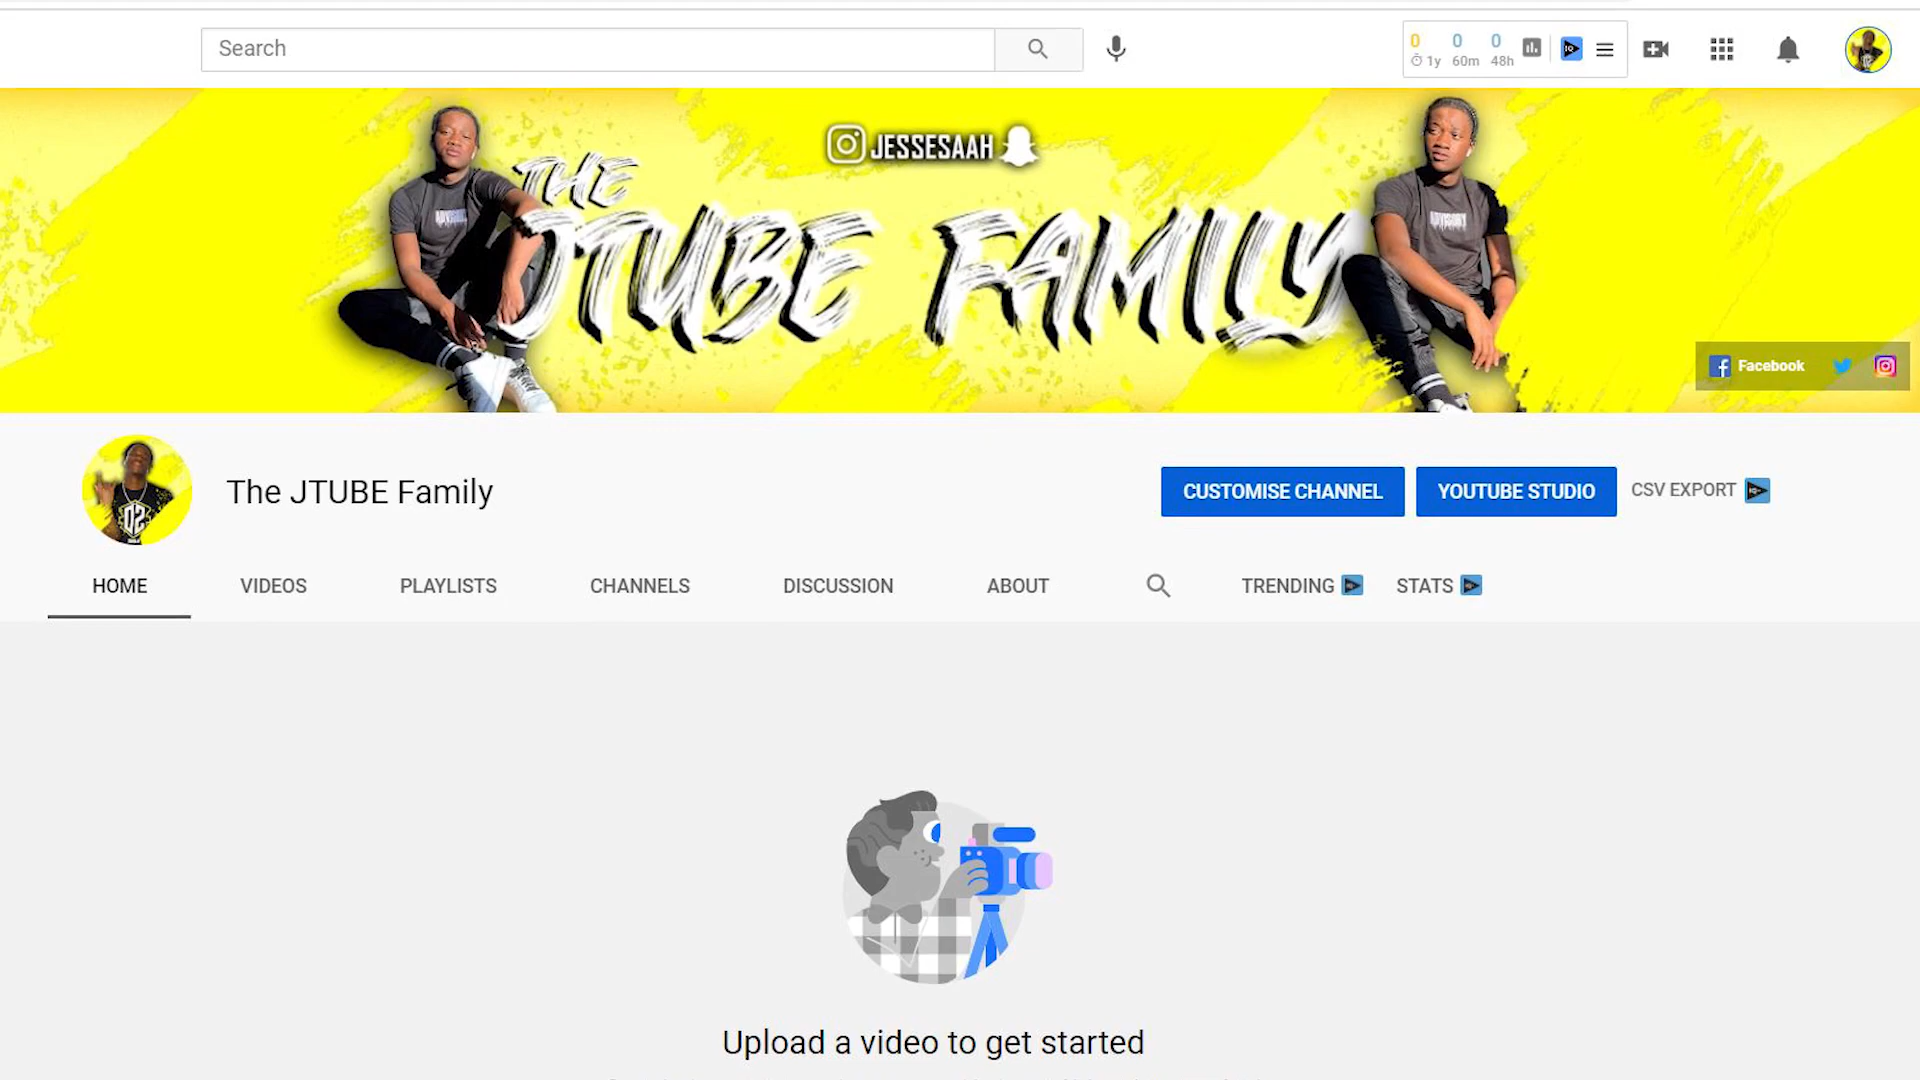 Search
0 0 0
1y 60m 48h
JESSESAAH
THE
JTUBE FAMILY
Facebook
The JTUBE Family
CUSTOMISE CHANNEL
YOUTUBE STUDIO
CSV EXPORT
HOME
VIDEOS
PLAYLISTS
CHANNELS
DISCUSSION
ABOUT
TRENDING
STATS
Upload a video to get started